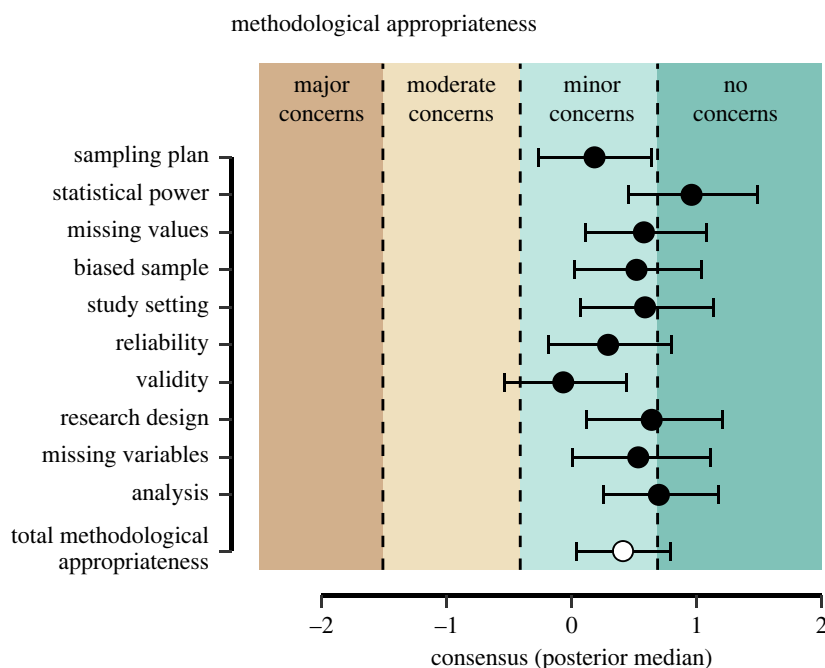 methodological appropriateness
major
concerns
moderate
concerns
minor
concerns
no
concerns
sampling plan
statistical power
missing values
biased sample
study setting
reliability
validity
research design
missing variables
analysis
total methodological
appropriateness
–2 –1 0 1 2
consensus (posterior median)